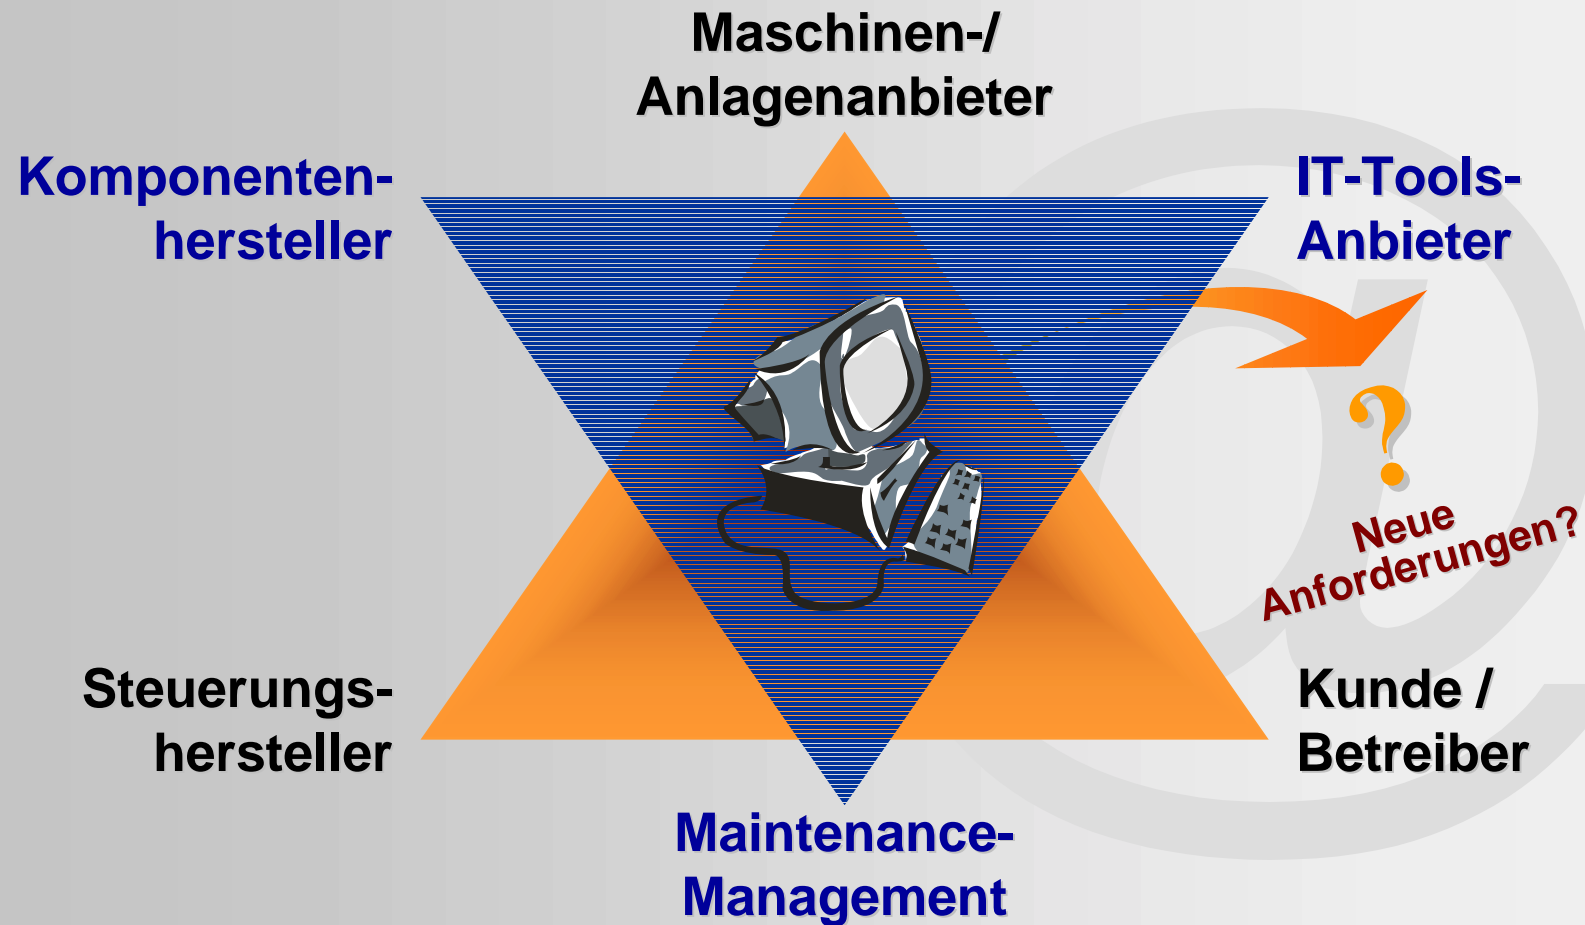 Maschinen-/
Anlagenanbieter
Komponenten-
hersteller
IT-Tools-
Anbieter
?
Neue
Anforderungen?
Steuerungs-
hersteller
Kunde /
Betreiber
Maintenance-
Management
@